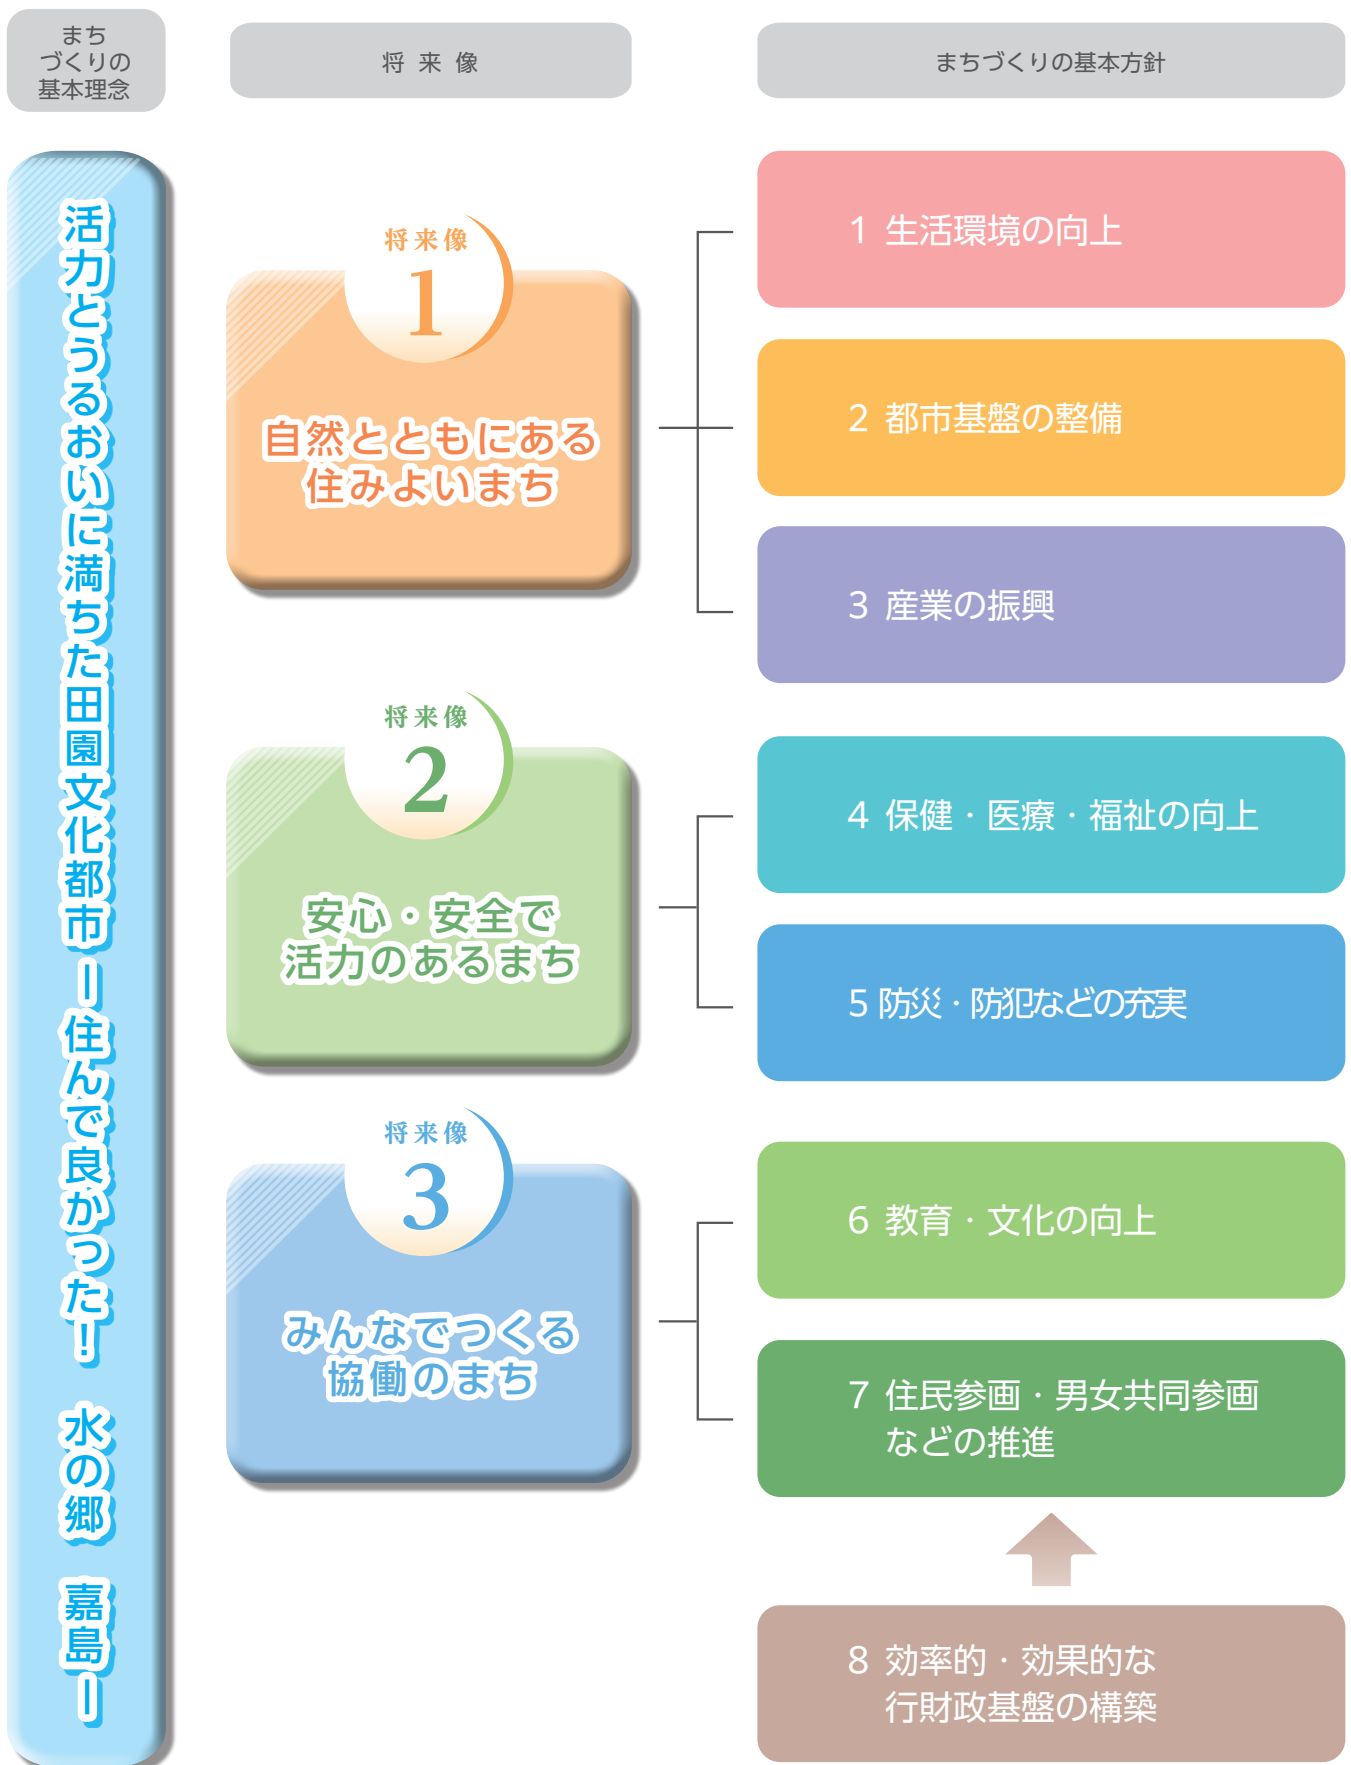 まち
づくりの
基本理念
将 来 像
まちづくりの基本方針
活力とうるおいに満ちた田園文化都市ー住んで良かった！　水の郷　嘉島ー
将来像
1
自然とともにある
住みよいまち
1 生活環境の向上
2 都市基盤の整備
3 産業の振興
将来像
2
安心・安全で
活力のあるまち
4 保健・医療・福祉の向上
5 防災・防犯などの充実
将来像
3
みんなでつくる
協働のまち
6 教育・文化の向上
7 住民参画・男女共同参画
などの推進
8 効率的・効果的な
行財政基盤の構築